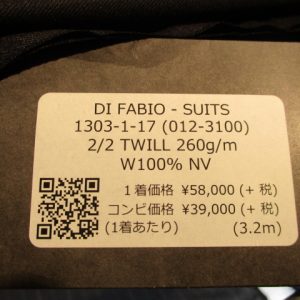 DI FABIO - SUITS
1303-1-17 (012-3100)
2/2 TWILL 260g/m
W100% NV
1着価格 ¥58,000 (+ 税)
コンビ価格 ¥39,000 (+ 税)
(1着あたり) (3.2m)